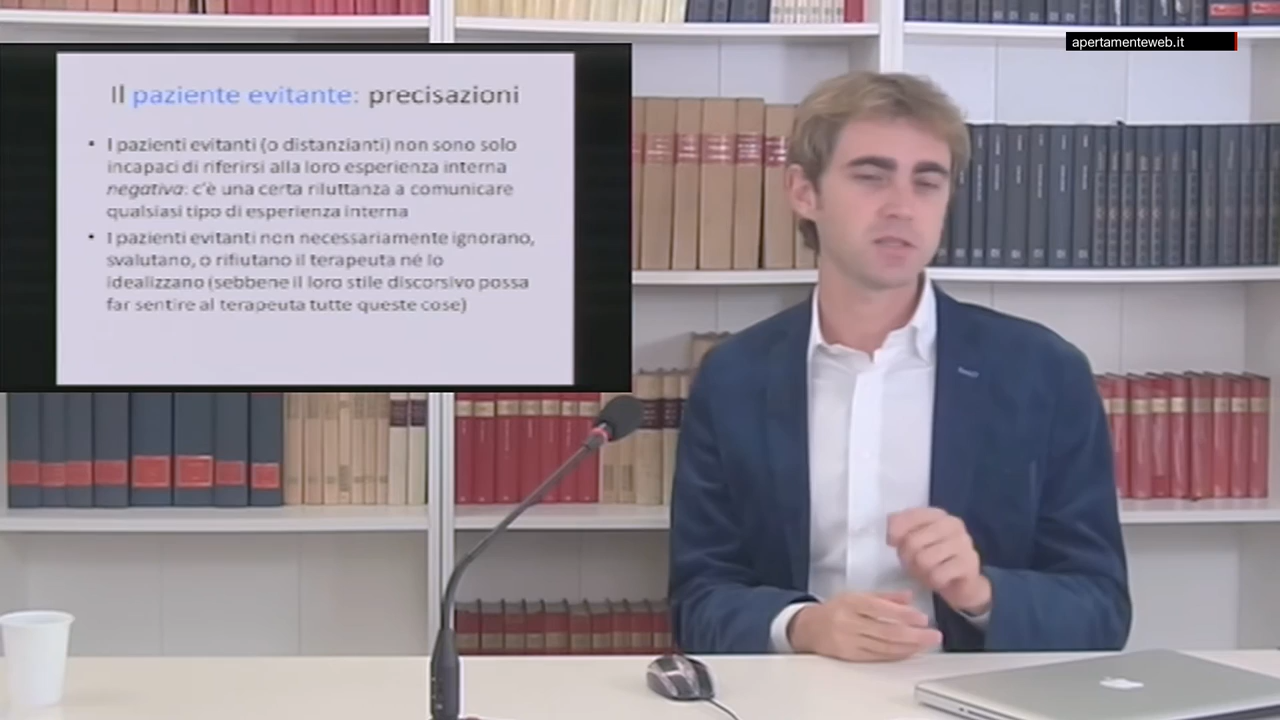 apertamenteweb.it
Il paziente evitante: precisazioni
• I pazienti evitanti (o distanzianti) non sono solo
incapaci di riferirsi alla loro esperienza interna
negativa: c'è una certa riluttanza a comunicare
qualsiasi tipo di esperienza interna
• I pazienti evitanti non necessariamente ignorano,
svalutano, o rifiutano il terapeuta né lo
idealizzano (sebbene il loro stile discorsivo possa
far sentire al terapeuta tutte queste cose)